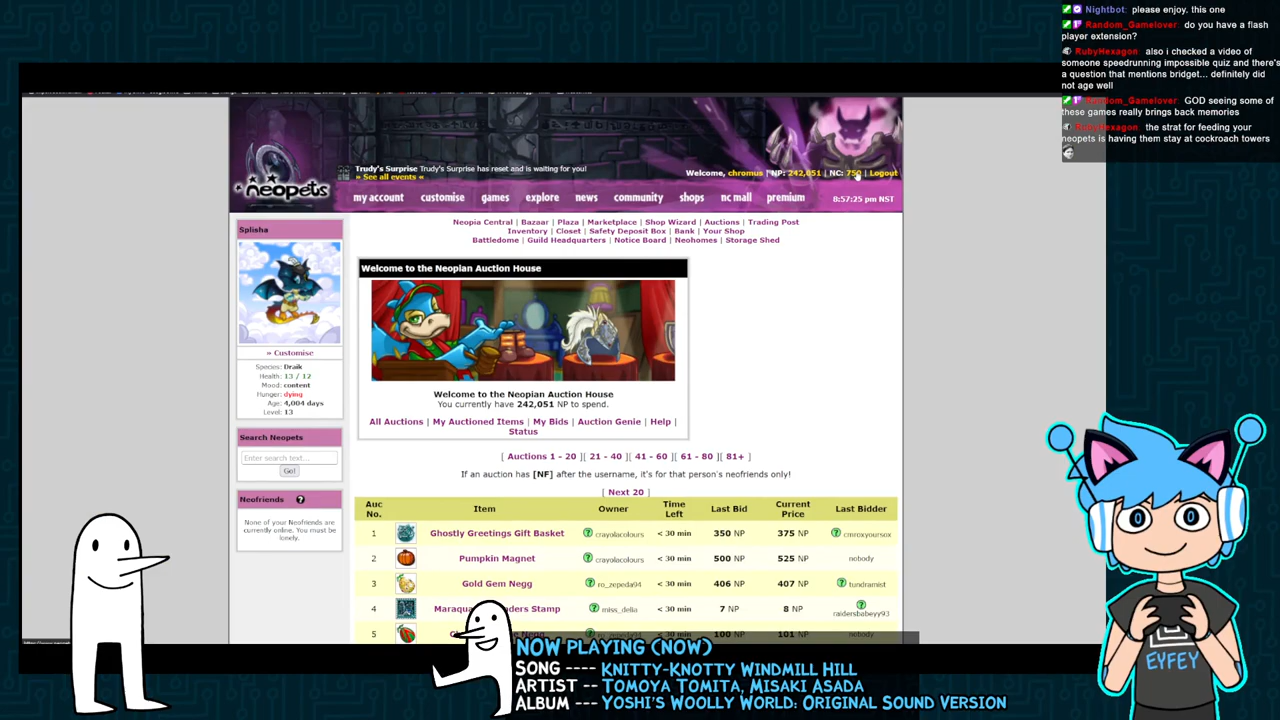 Nightbot: please enjoy. this one
Random_Gamelover: do you have a flash
player extension?
RubyHexagon: also i checked a video of
someone speedrunning impossible quiz and there's
a question that mentions bridget... definitely did
not age well
Random_Gamelover: GOD seeing some of
these games really brings back memories
RubyHexagon: the strat for feeding your
neopets is having them stay at cockroach towers
Trudy's Surprise Trudy's Surprise has reset and is waiting for you!
» See all events «
Welcome, chromus | NP: 242,051 | NC: 750 | Logout
neopets
my account customise games explore news community shops nc mall premium 8:57:25 pm NST
Splisha
Neopia Central | Bazaar | Plaza | Marketplace | Shop Wizard | Auctions | Trading Post
Inventory | Closet | Safety Deposit Box | Bank | Your Shop
Battledome | Guild Headquarters | Notice Board | Neohomes | Storage Shed
» Customise
Species: Draik
Health: 13 / 12
Mood: content
Hunger: dying
Age: 4,004 days
Level: 13
Search Neopets
Enter search text...
Go!
Neofriends ?
None of your Neofriends are
currently online. You must be
lonely.
Welcome to the Neopian Auction House
Welcome to the Neopian Auction House
You currently have 242,051 NP to spend.
All Auctions | My Auctioned Items | My Bids | Auction Genie | Help |
Status
[ Auctions 1 - 20 ][ 21 - 40 ][ 41 - 60 ][ 61 - 80 ][ 81+ ]
If an auction has [NF] after the username, it's for that person's neofriends only!
[ Next 20 ]
Auc No. Item Owner Time Left Last Bid Current Price Last Bidder
1 Ghostly Greetings Gift Basket crayolacolours < 30 min 350 NP 375 NP cmroxyoursox
2 Pumpkin Magnet crayolacolours < 30 min 500 NP 525 NP nobody
3 Gold Gem Negg ro_zepeda94 < 30 min 406 NP 407 NP tundramist
4 Maraqua ders Stamp miss_delia < 30 min 7 NP 8 NP raidersbabeyy93
5 ro_zepeda94 < 30 min 100 NP 101 NP nobody
NOW PLAYING (NOW)
SONG ---- KNITTY-KNOTTY WINDMILL HILL
ARTIST -- TOMOYA TOMITA, MISAKI ASADA
ALBUM --- YOSHI'S WOOLLY WORLD: ORIGINAL SOUND VERSION
EYFEY